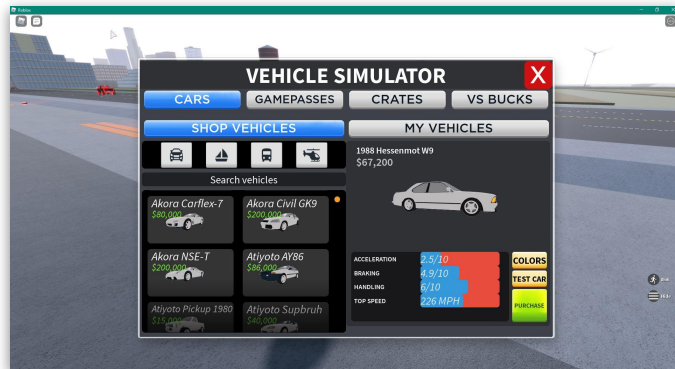 Roblox
VEHICLE SIMULATOR
X
CARS
GAMEPASSES
CRATES
VS BUCKS
SHOP VEHICLES
MY VEHICLES
Search vehicles
Akora Carflex-7
$80,000
Akora Civil GK9
$200,000
Akora NSE-T
$200,000
Atiyoto AY86
$86,000
Atiyoto Pickup 1980
$15,000
Atiyoto Supbruh
$40,000
1988 Hessenmot W9
$67,200
ACCELERATION
2.5/10
BRAKING
4.9/10
HANDLING
6/10
TOP SPEED
226 MPH
COLORS
TEST CAR
PURCHASE